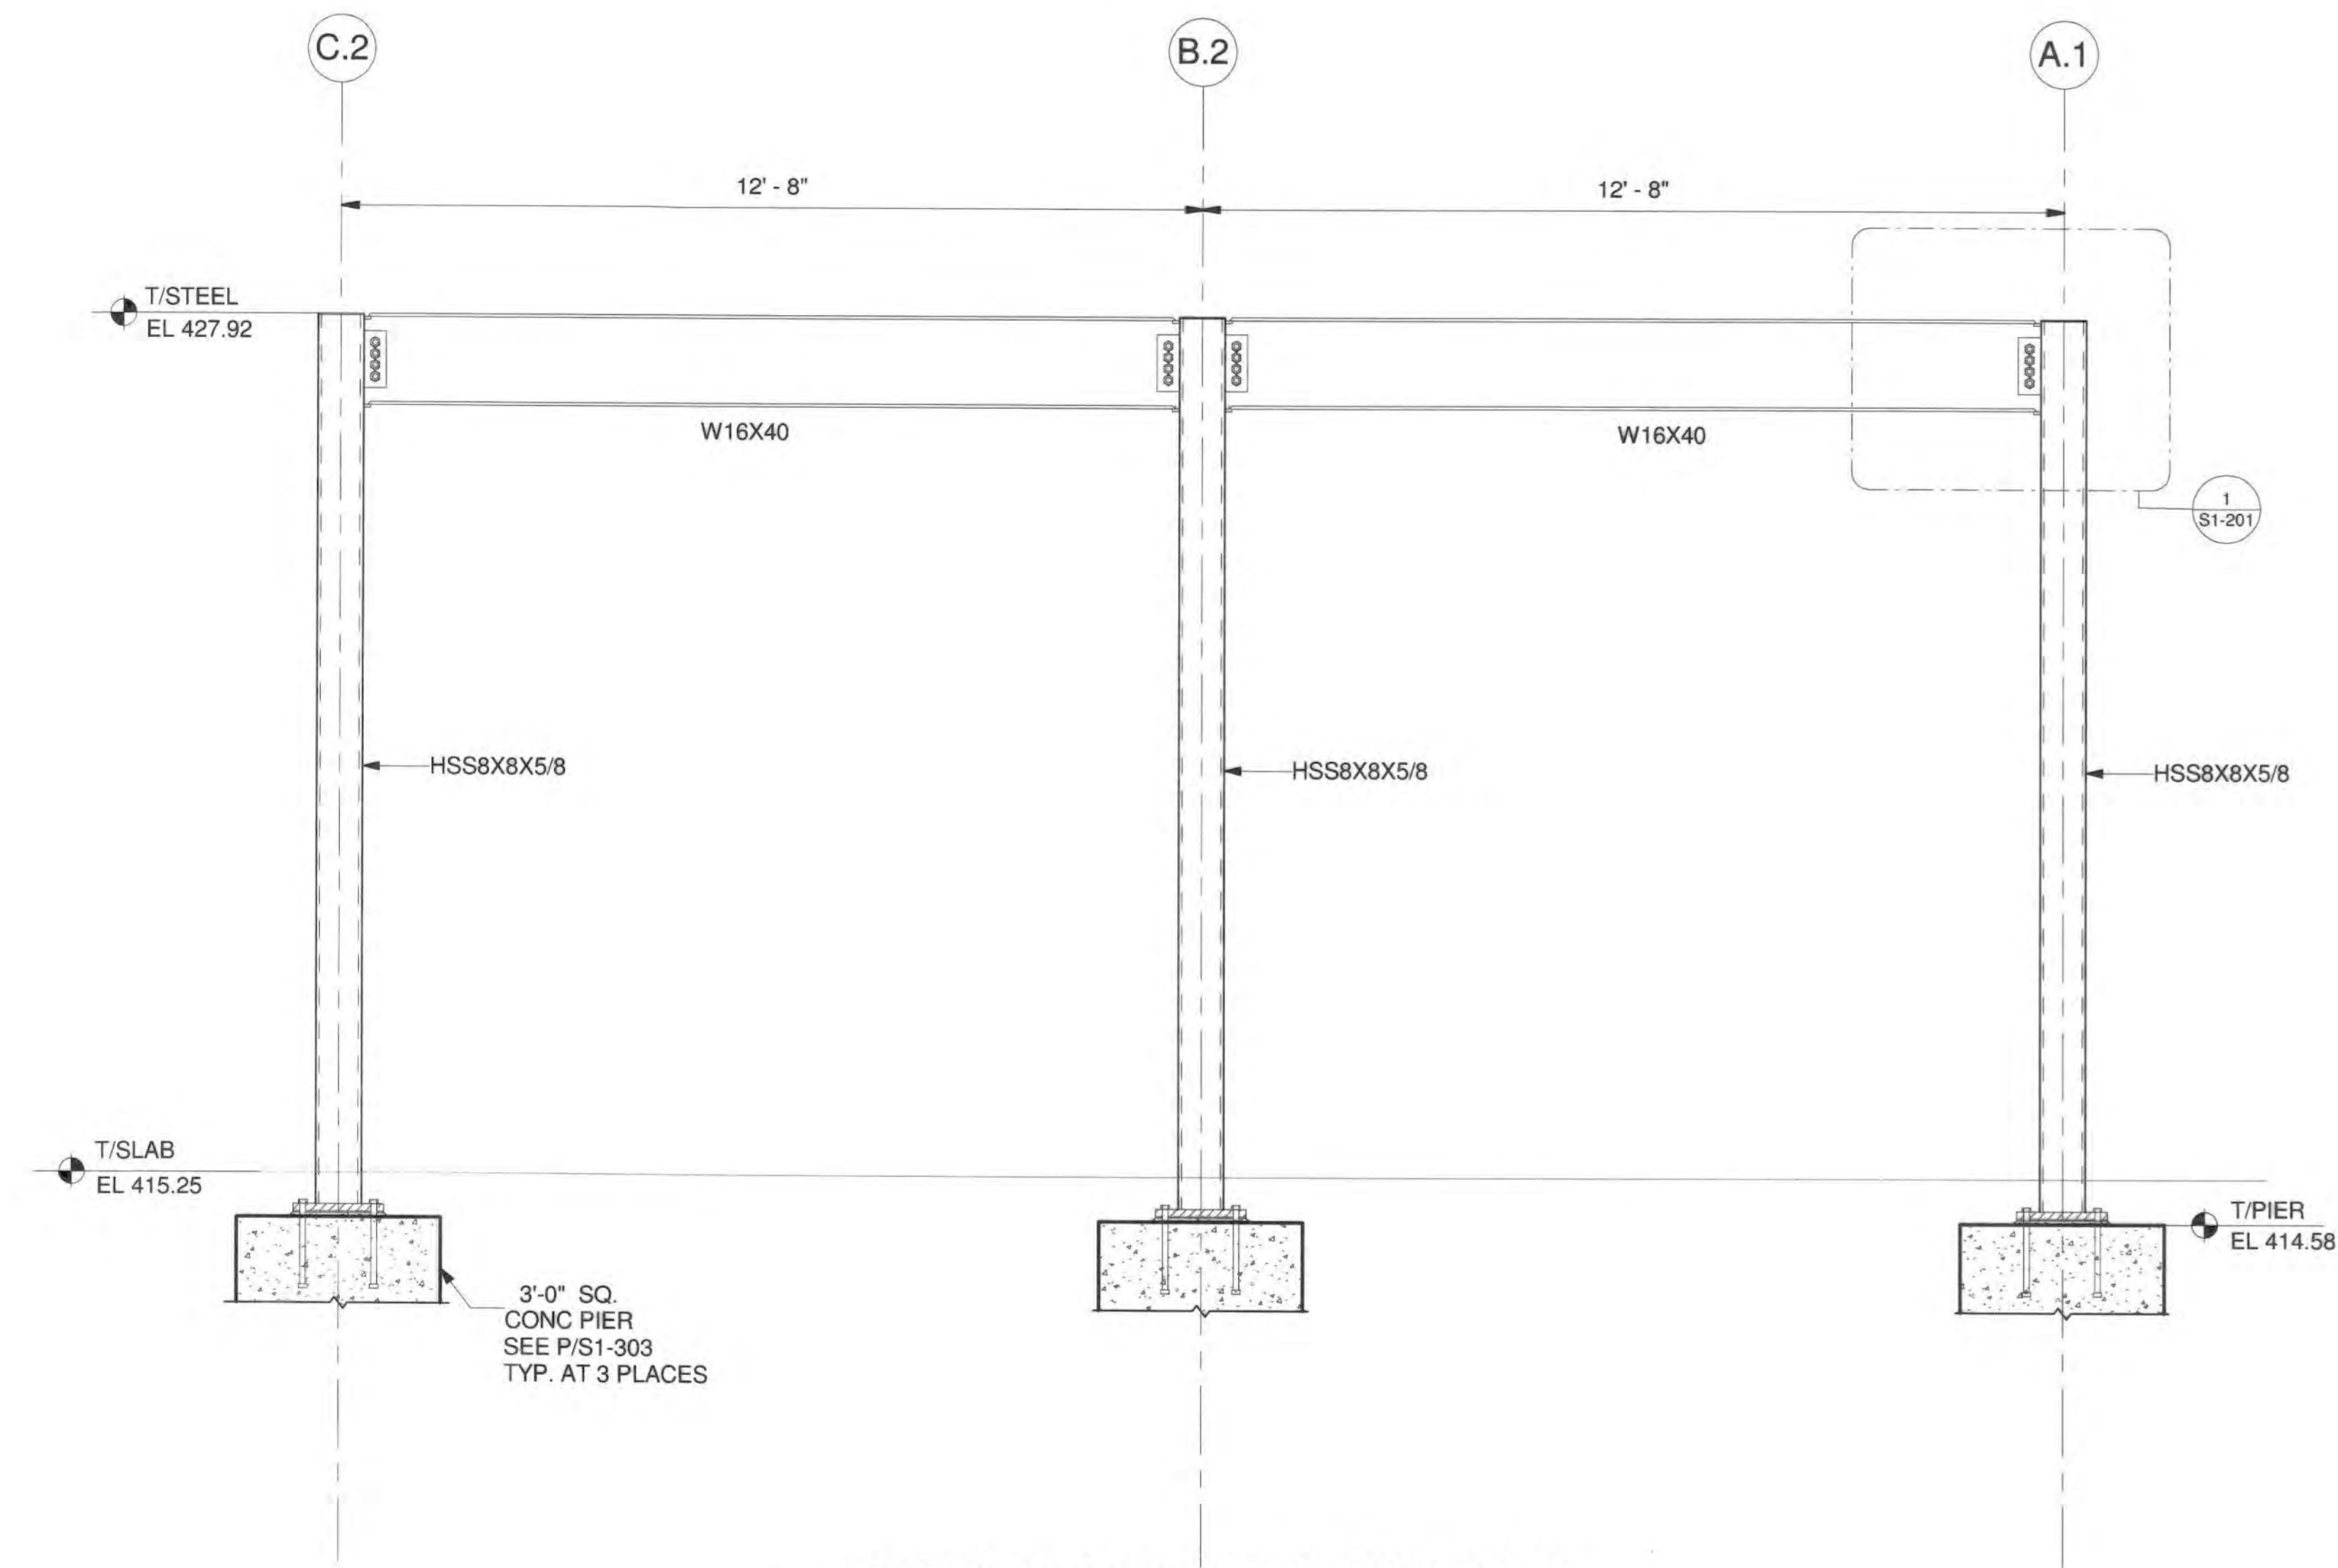 C.2
B.2
A.1
12' - 8"
12' - 8"
T/STEEL
EL 427.92
W16X40
W16X40
1
S1-201
HSS8X8X5/8
HSS8X8X5/8
HSS8X8X5/8
T/SLAB
EL 415.25
T/PIER
EL 414.58
3'-0" SQ.
CONC PIER
SEE P/S1-303
TYP. AT 3 PLACES